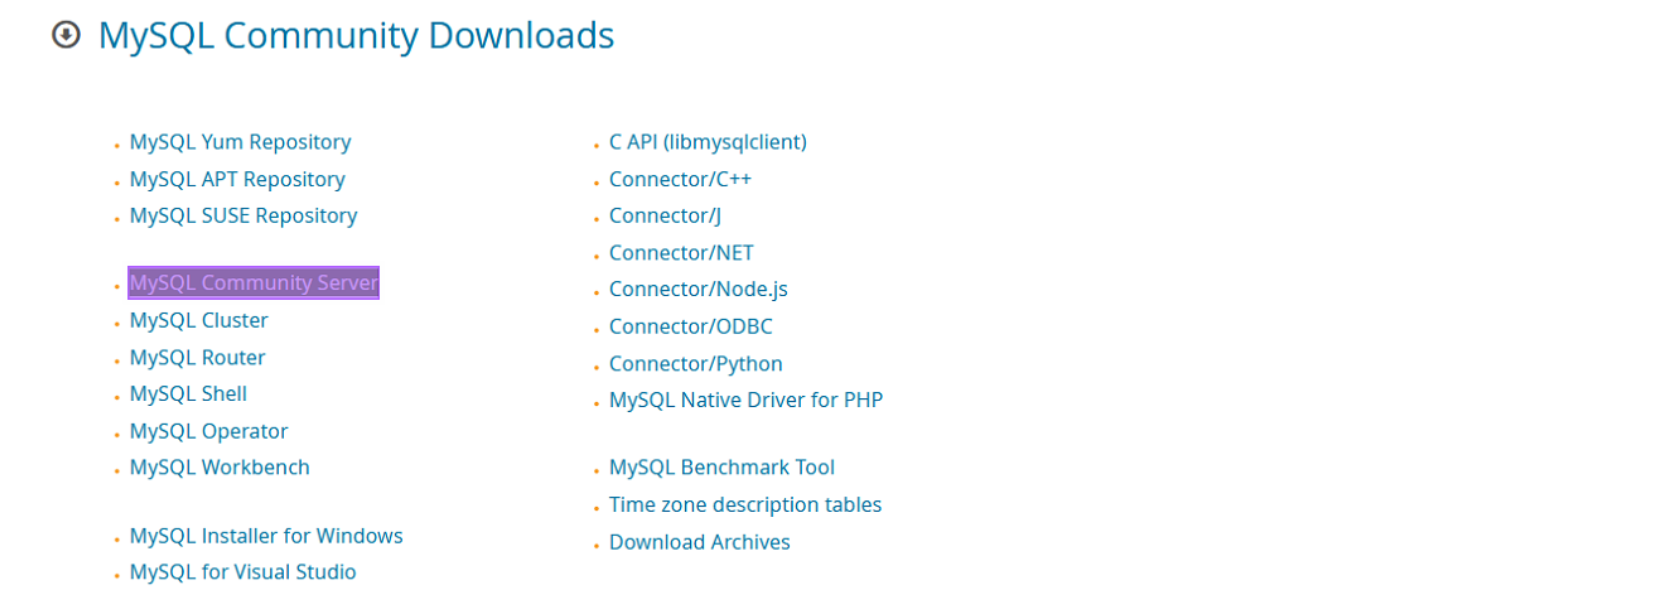 MySQL Community Downloads
MySQL Yum Repository
MySQL APT Repository
MySQL SUSE Repository
MySQL Community Server
MySQL Cluster
MySQL Router
MySQL Shell
MySQL Operator
MySQL Workbench
MySQL Installer for Windows
MySQL for Visual Studio
C API (libmysqlclient)
Connector/C++
Connector/J
Connector/NET
Connector/Node.js
Connector/ODBC
Connector/Python
MySQL Native Driver for PHP
MySQL Benchmark Tool
Time zone description tables
Download Archives